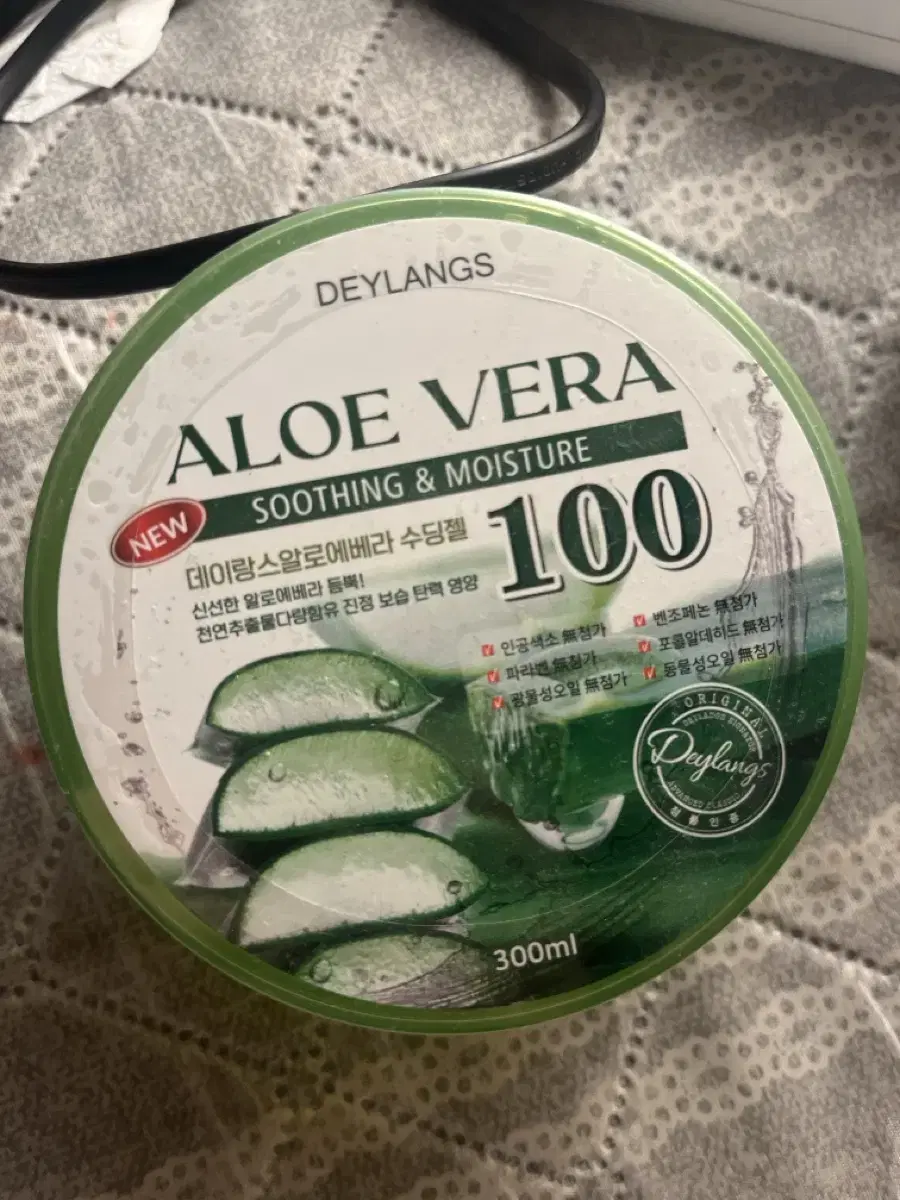 DEYLANGS
ALOE VERA
SOOTHING & MOISTURE
NEW
100
데이랑스알로에베라 수딩젤
신선한 알로에베라 듬뿍!
천연추출물다량함유 진정 보습 탄력 영양
인공색소 無첨가
벤조페논 無첨가
파라벤 無첨가
포름알데히드 無첨가
광물성오일 無첨가
동물성오일 無첨가
ORIGINAL
Deylangs
정품인증
300ml